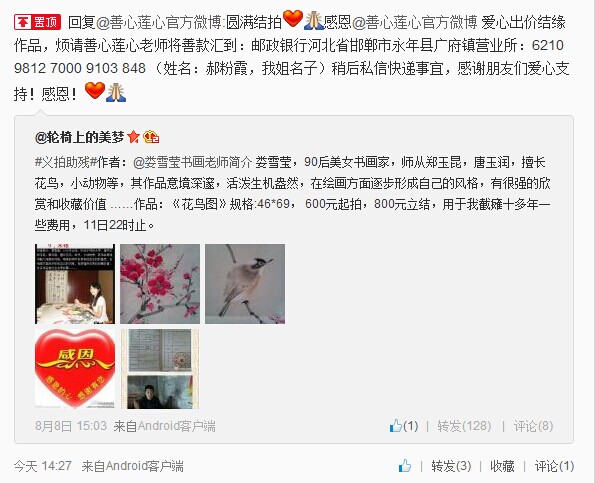 置顶 回复@善心莲心官方微博:圆满结拍感恩@善心莲心官方微博 爱心出价结缘
作品，烦请善心莲心老师将善款汇到：邮政银行河北省邯郸市永年县广府镇营业所：6210
9812 7000 9103 848 （姓名：郝粉霞，我姐名子）稍后私信快递事宜，感谢朋友们爱心支
持！感恩！
@轮椅上的美梦
#义拍助残#作者：@娄雪莹书画老师简介 娄雪莹，90后美女书画家，师从郑玉昆，唐玉润，擅长
花鸟，小动物等，其作品意境深邃，活泼生机盎然，在绘画方面逐步形成自己的风格，有很强的欣
赏和收藏价值 ……作品：《花鸟图》规格:46*69， 600元起拍，800元立结，用于我截瘫十多年一
些费用，11日22时止。
感恩
感恩的心 感谢有您
8月8日 15:03 来自Android客户端 (1) | 转发(128) | 评论(8)
今天 14:27 来自Android客户端 | 转发(3) | 收藏 | 评论(1)